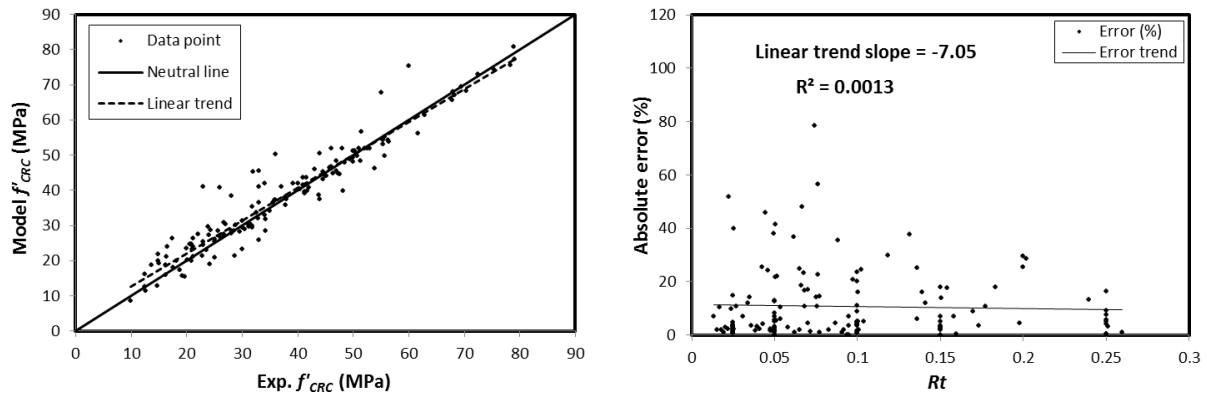 90
80
70
60
50
40
30
20
10
0
Model f'CRC (MPa)
Data point
Neutral line
Linear trend
0 10 20 30 40 50 60 70 80 90
Exp. f'CRC (MPa)
120
100
80
60
40
20
0
Absolute error (%)
Error (%)
Error trend
Linear trend slope = -7.05
R² = 0.0013
0 0.05 0.1 0.15 0.2 0.25 0.3
Rt